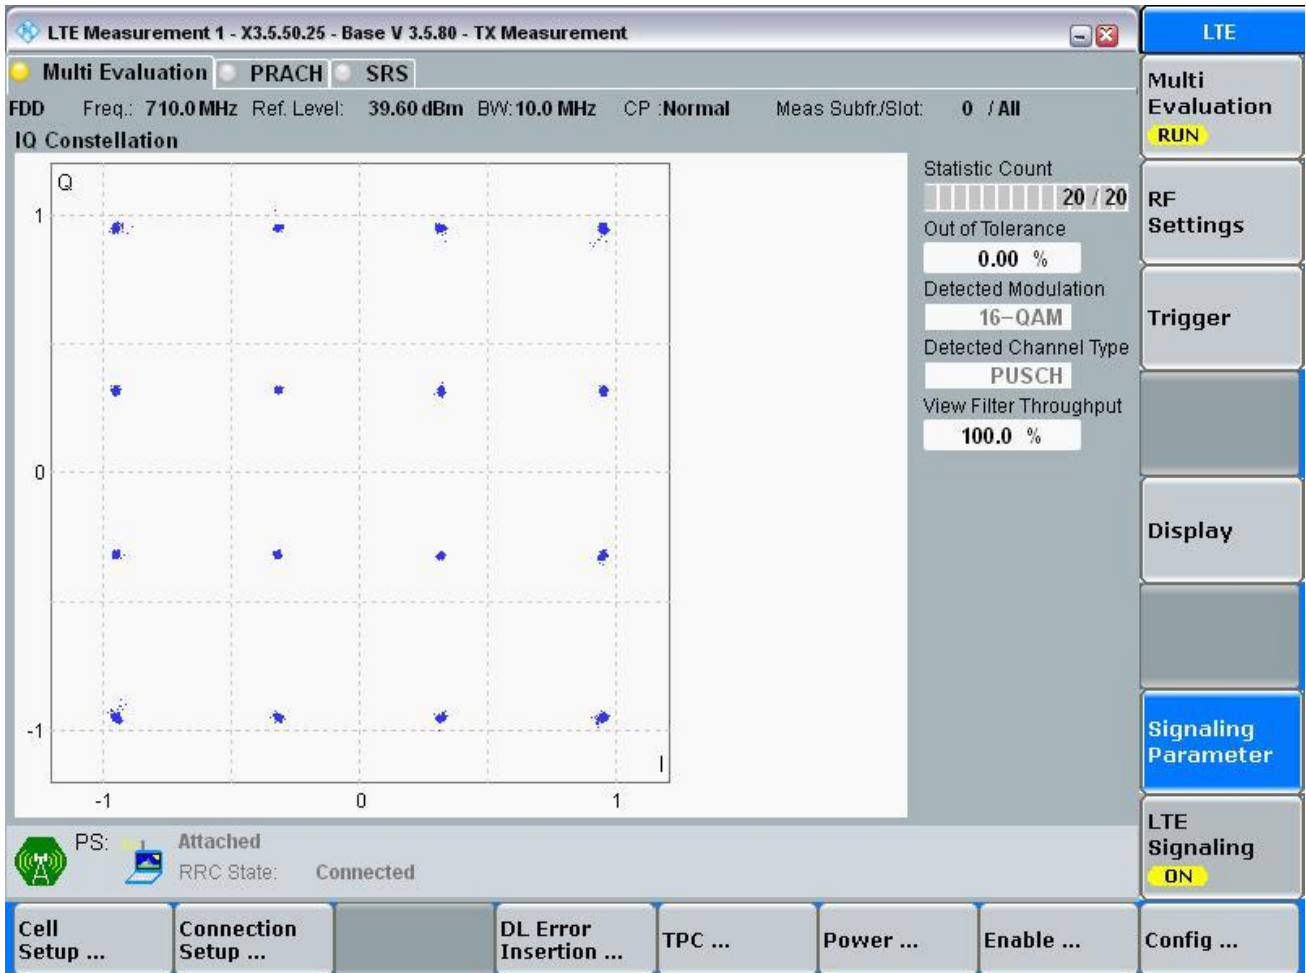 LTE Measurement 1 - X3.5.50.25 - Base V 3.5.80 - TX Measurement
LTE
Multi Evaluation PRACH SRS
FDD Freq.: 710.0 MHz Ref. Level: 39.60 dBm BW: 10.0 MHz CP : Normal Meas Subfr./Slot: 0 / All
IQ Constellation
Q
1
0
-1
-1 0 1
I
Statistic Count
20 / 20
Out of Tolerance
0.00 %
Detected Modulation
16-QAM
Detected Channel Type
PUSCH
View Filter Throughput
100.0 %
Multi
Evaluation
RUN
RF
Settings
Trigger
Display
Signaling
Parameter
LTE
Signaling
ON
PS: Attached
RRC State: Connected
Cell
Setup ...
Connection
Setup ...
DL Error
Insertion ...
TPC ...
Power ...
Enable ...
Config ...